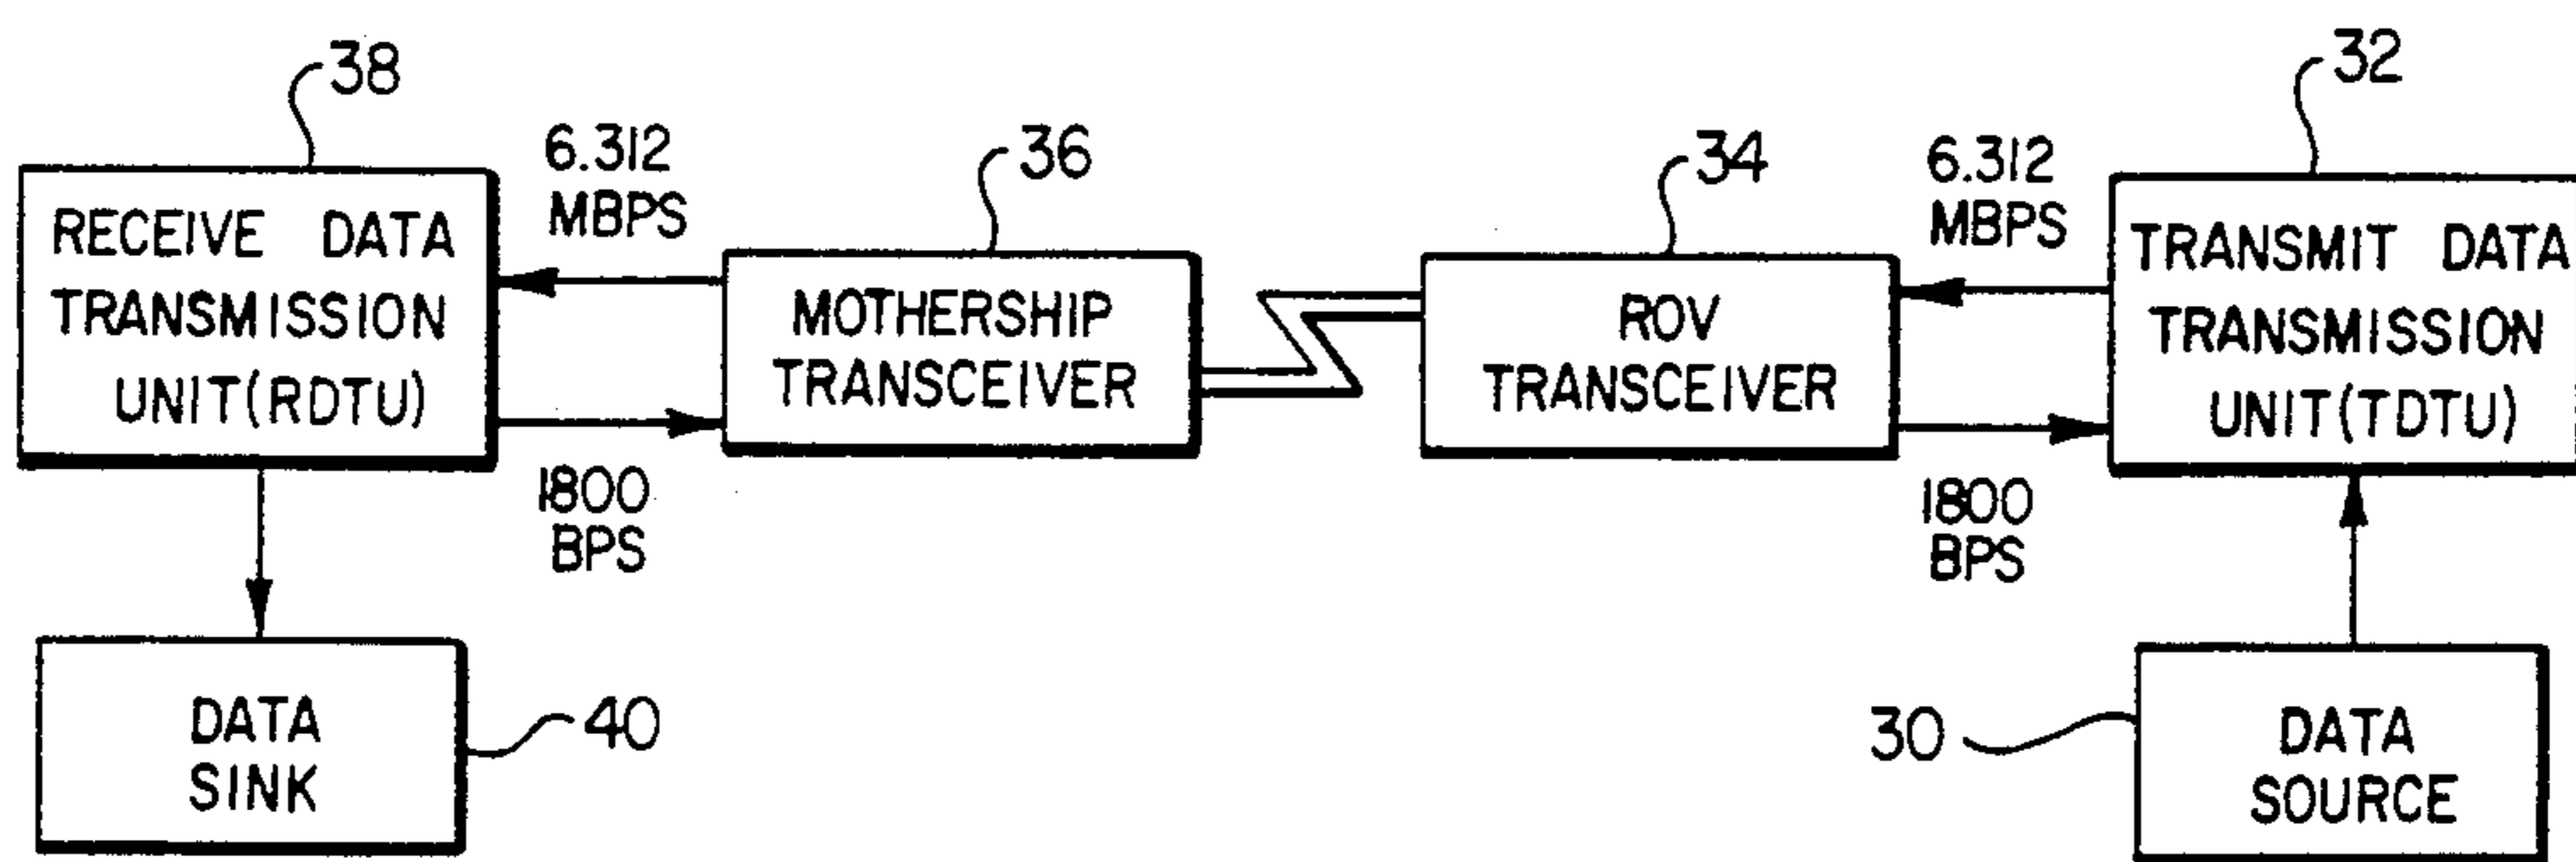 38
RECEIVE DATA
TRANSMISSION
UNIT(RDTU)
6.312
MBPS
1800
BPS
36
MOTHERSHIP
TRANSCEIVER
34
ROV
TRANSCEIVER
6.312
MBPS
1800
BPS
32
TRANSMIT DATA
TRANSMISSION
UNIT(TDTU)
DATA
SINK
40
30
DATA
SOURCE